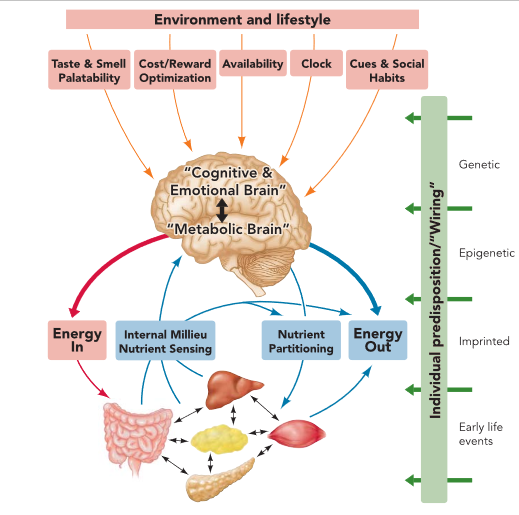 Environment and lifestyle
Taste & Smell
Palatability
Cost/Reward
Optimization
Availability
Clock
Cues & Social
Habits
"Cognitive &
Emotional Brain"
"Metabolic Brain"
Energy
In
Internal Millieu
Nutrient Sensing
Nutrient
Partitioning
Energy
Out
Individual predisposition/"Wiring"
Genetic
Epigenetic
Imprinted
Early life
events